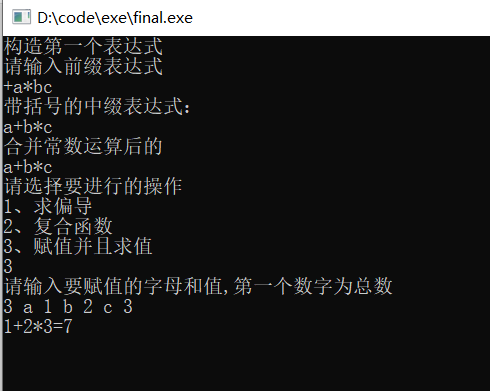 D:\code\exe\final.exe
构造第一个表达式
请输入前缀表达式
+a*bc
带括号的中缀表达式：
a+b*c
合并常数运算后的
a+b*c
请选择要进行的操作
1、求偏导
2、复合函数
3、赋值并且求值
3
请输入要赋值的字母和值,第一个数字为总数
3 a 1 b 2 c 3
1+2*3=7